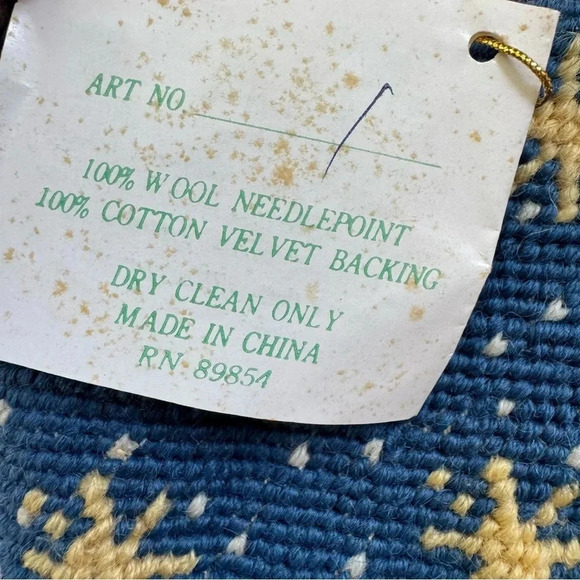 ART NO /
100% WOOL NEEDLEPOINT
100% COTTON VELVET BACKING
DRY CLEAN ONLY
MADE IN CHINA
RN 89854